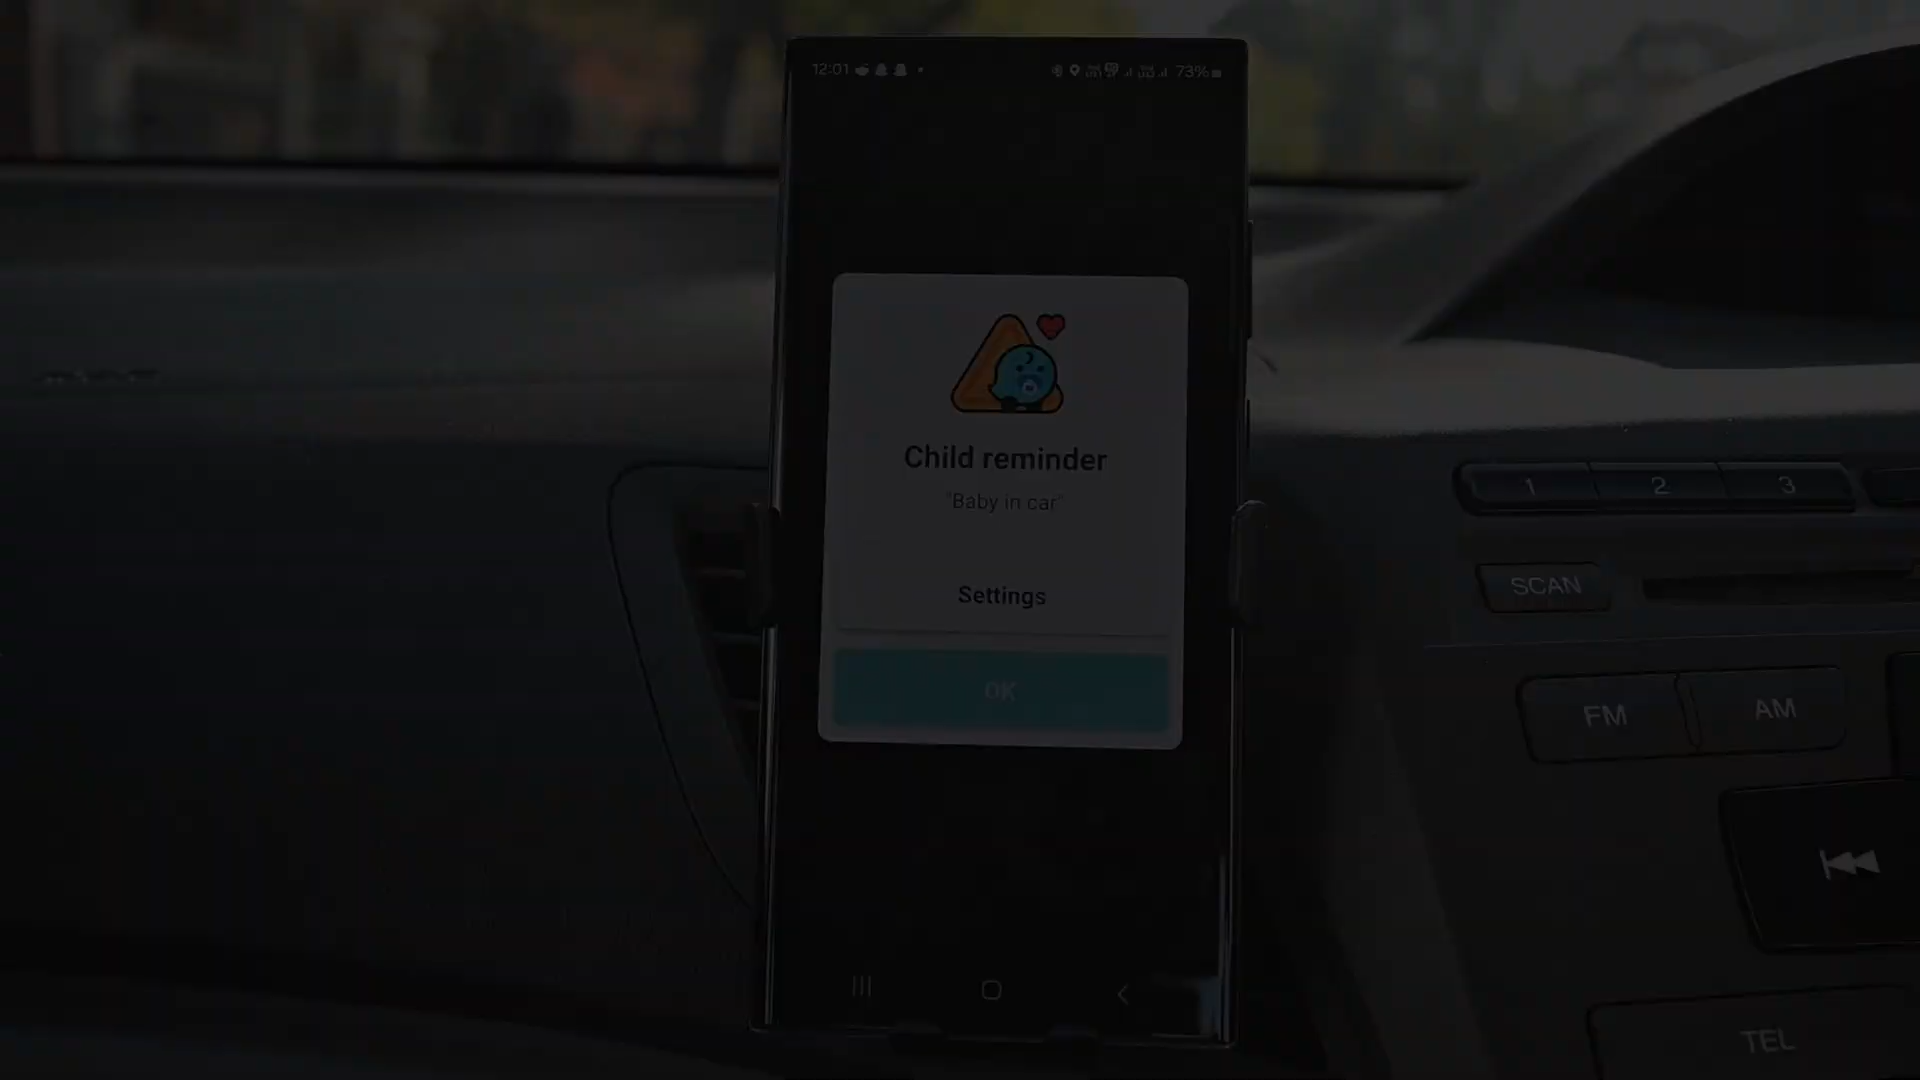 12:01
73%
Child reminder
"Baby in car"
Settings
OK
1 2 3
SCAN
FM AM
TEL